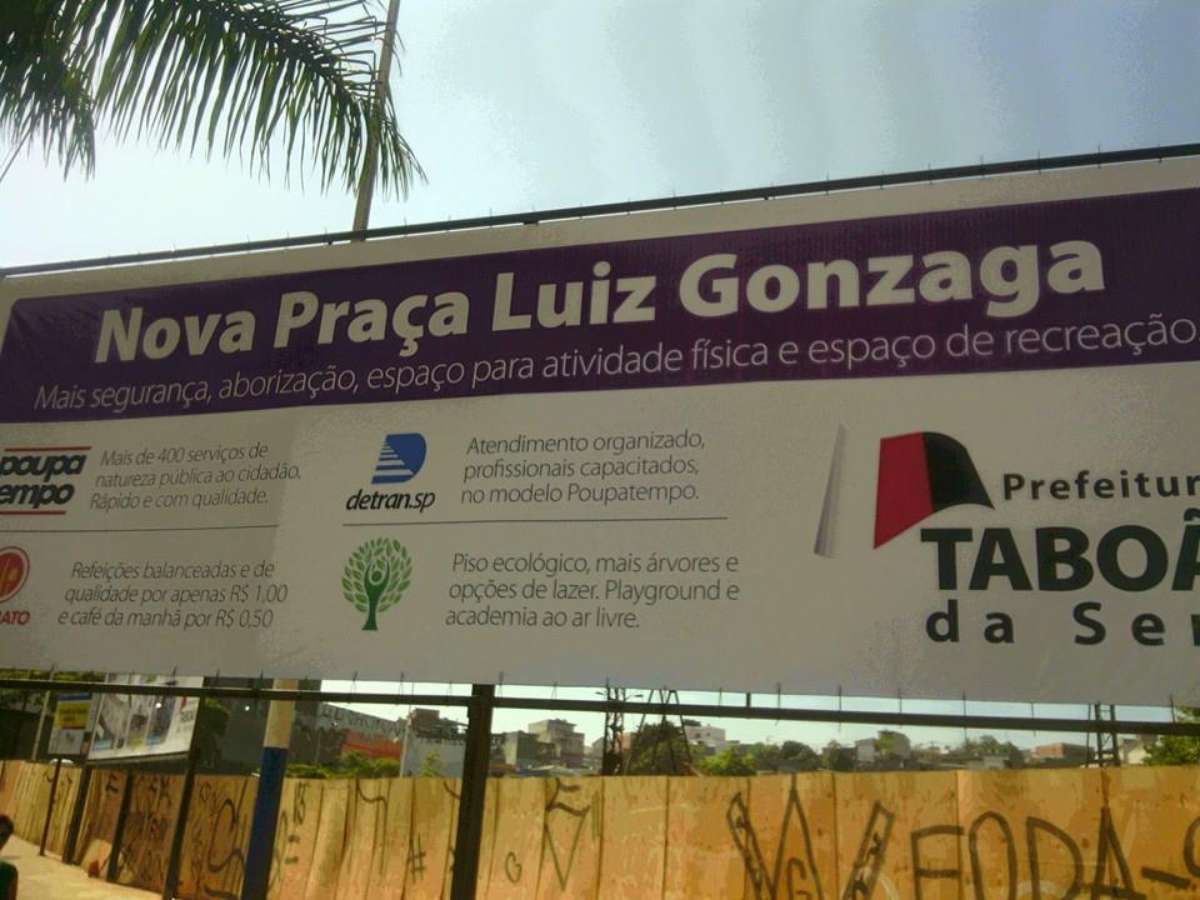 Nova Praça Luiz Gonzaga
Mais segurança, aborização, espaço para atividade física e espaço de recreação.
poupa
empo
Mais de 400 serviços de
natureza pública ao cidadão.
Rápido e com qualidade.
detran.sp
Atendimento organizado,
profissionais capacitados,
no modelo Poupatempo.
RATO
Refeições balanceadas e de
qualidade por apenas R$ 1,00
e café da manhã por R$ 0,50
Piso ecológico, mais árvores e
opções de lazer. Playground e
academia ao ar livre.
Prefeitur
TABOÃ
da Ser
FODA-S